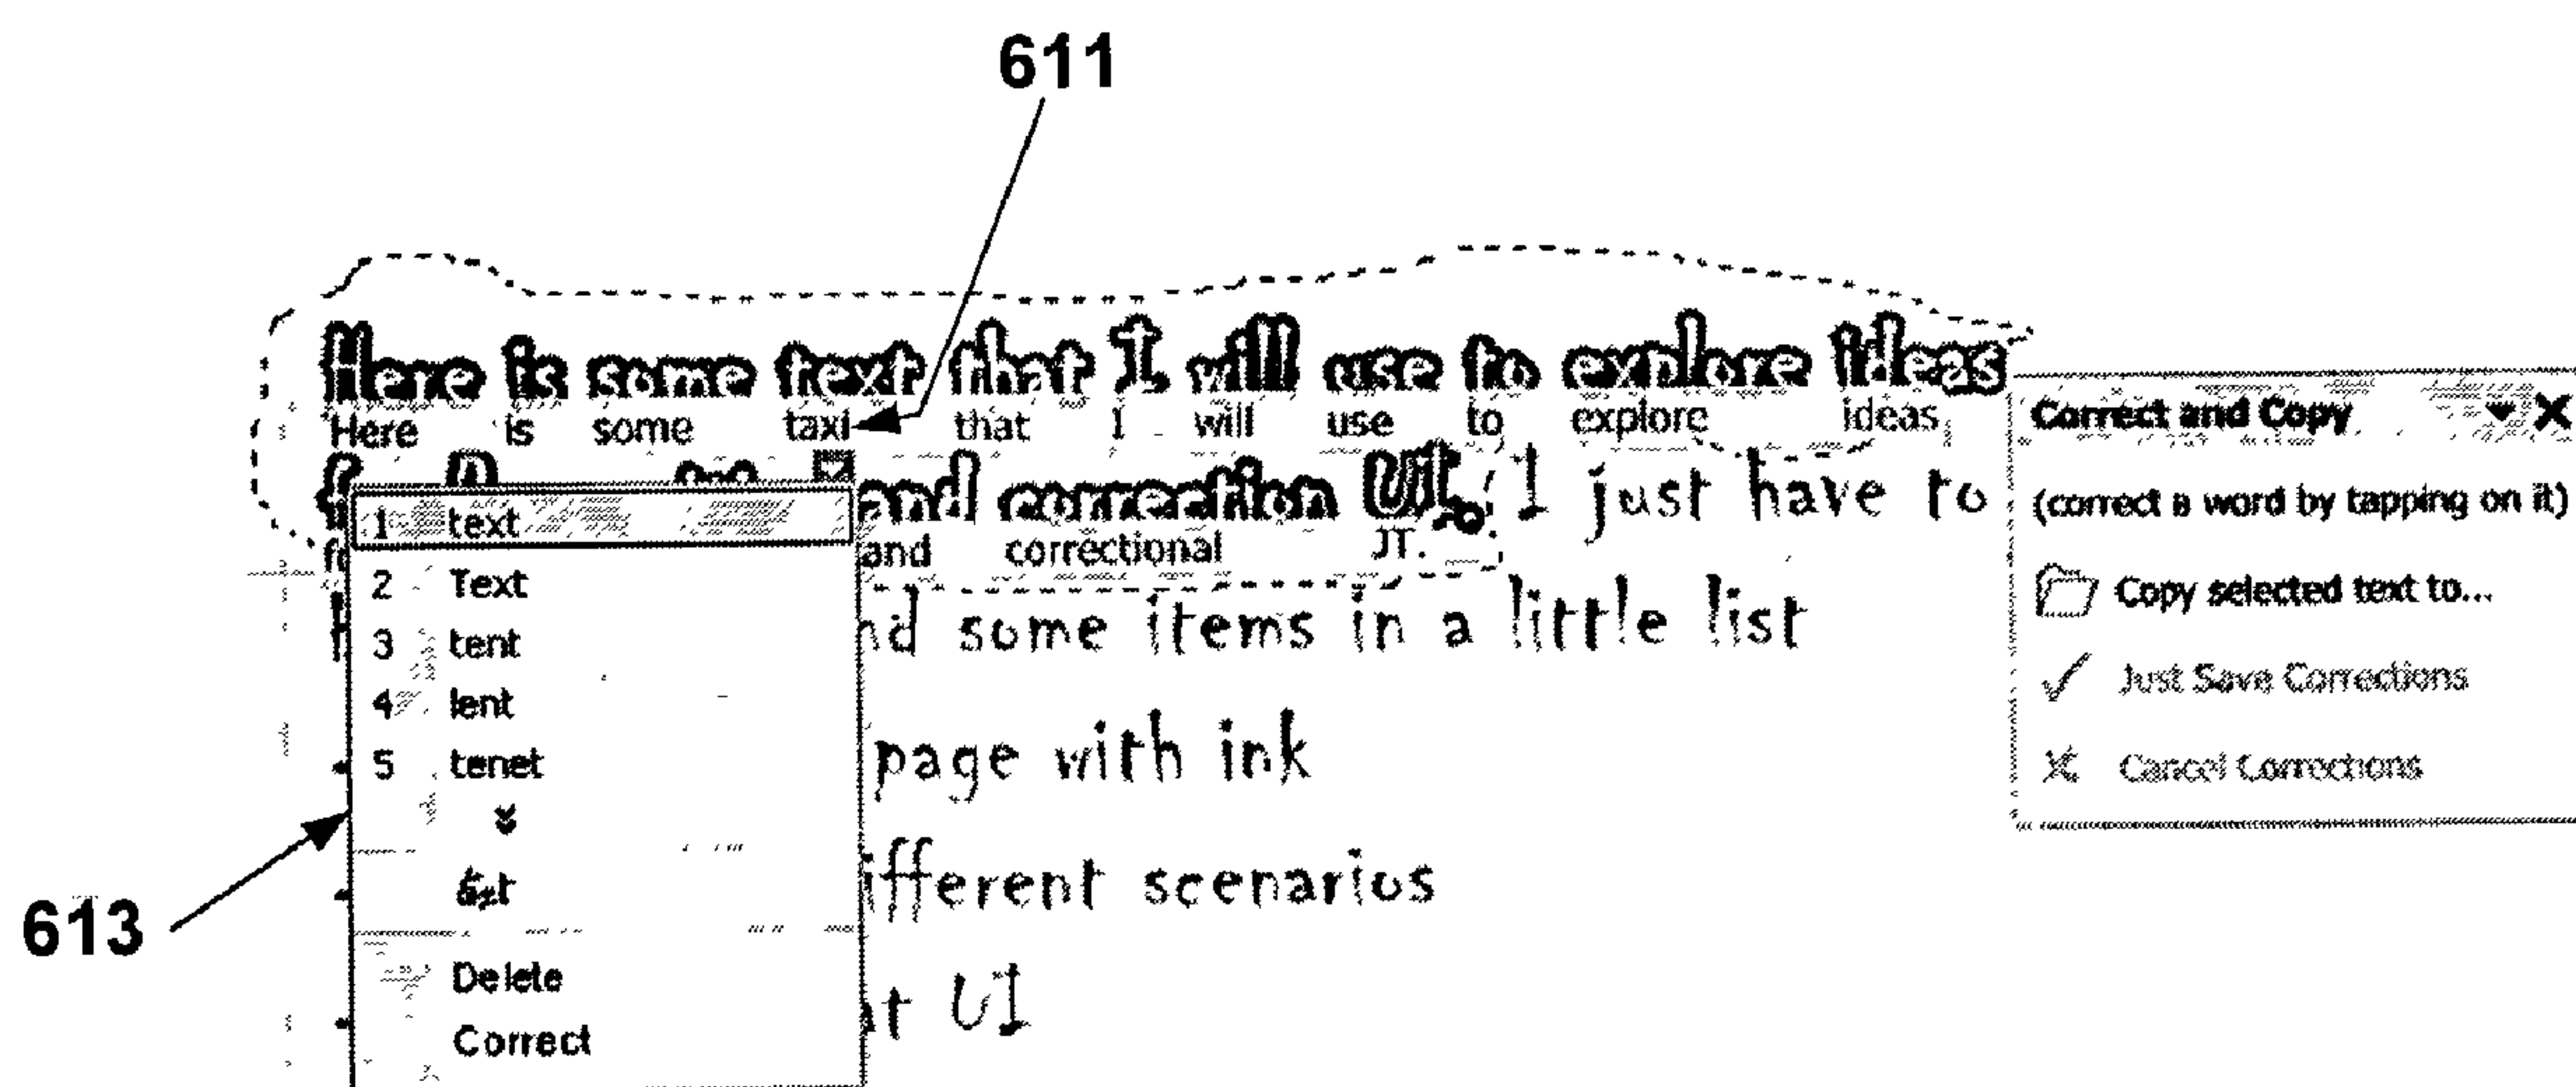 611
Here is some text that I will use to explore ideas
Here is some taxi that I will use to explore ideas
and correction UI. I just have to
and correctional JT.
some items in a little list
page with ink
scenarios
UI
1 text
2 Text
3 tent
4 lent
5 tenet
Delete
Correct
613
Correct and Copy
(correct a word by tapping on it)
Copy selected text to...
Just Save Corrections
Cancel Corrections